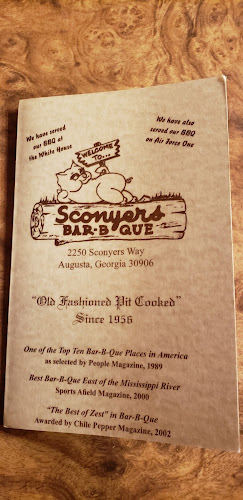 We have served
our BBQ at
the White House
We have also
served our BBQ
on Air Force One
WELCOME
TO...
Sconyers
BAR-B-QUE
2250 Sconyers Way
Augusta, Georgia 30906
"Old Fashioned Pit Cooked"
Since 1956
One of the Top Ten Bar-B-Que Places in America
as selected by People Magazine, 1989
Best Bar-B-Que East of the Mississippi River
Sports Afield Magazine, 2000
"The Best of Zest" in Bar-B-Que
Awarded by Chile Pepper Magazine, 2002